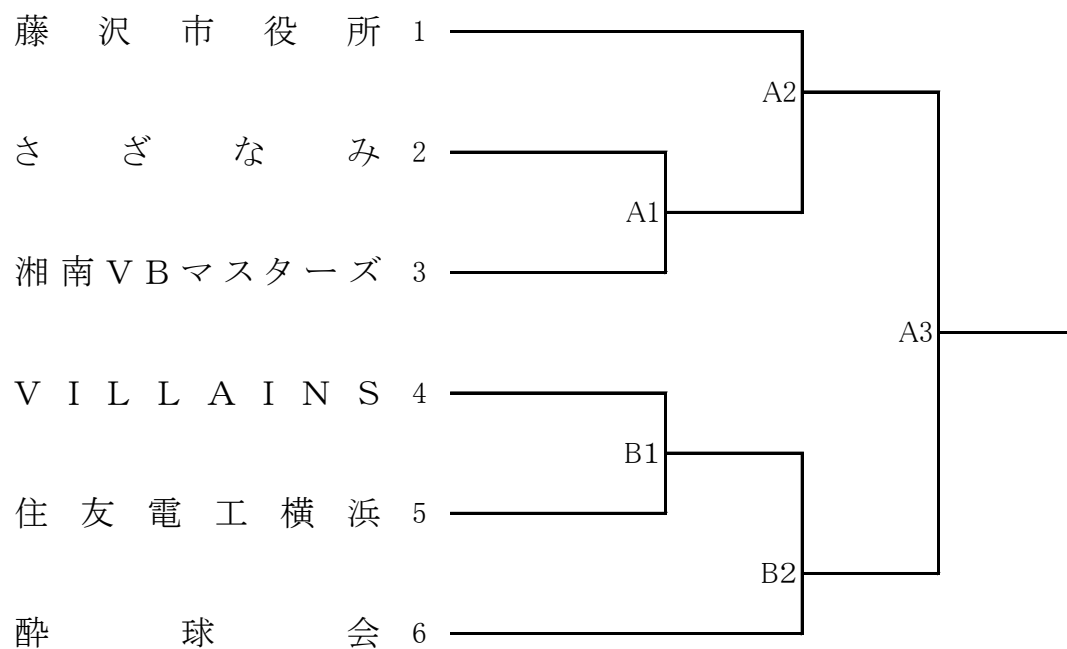 藤沢市役所 1
A2
さざなみ 2
A1
湘南VBマスターズ 3
A3
VILLAINS 4
B1
住友電工横浜 5
B2
酔球会 6